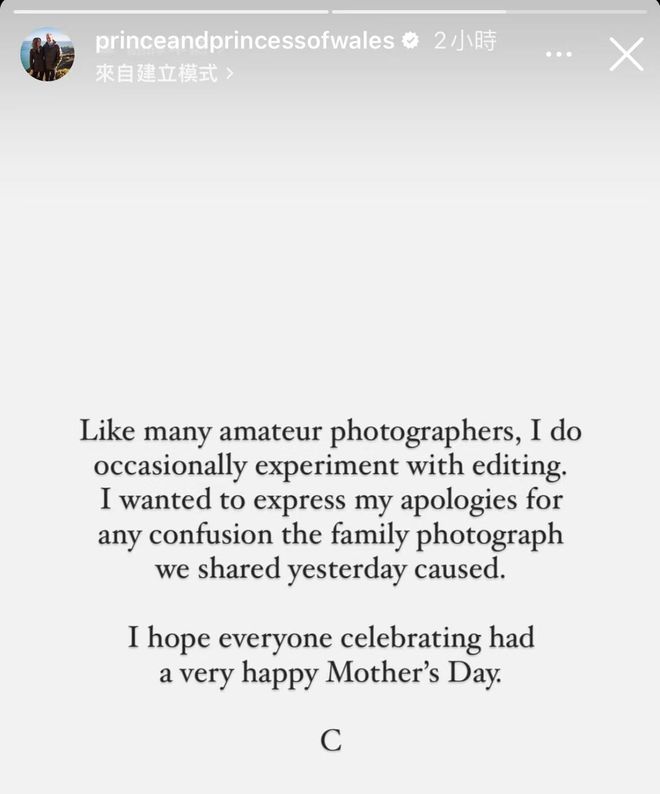 princeandprincessofwales 2小時
來自建立模式
Like many amateur photographers, I do
occasionally experiment with editing.
I wanted to express my apologies for
any confusion the family photograph
we shared yesterday caused.
I hope everyone celebrating had
a very happy Mother’s Day.
C